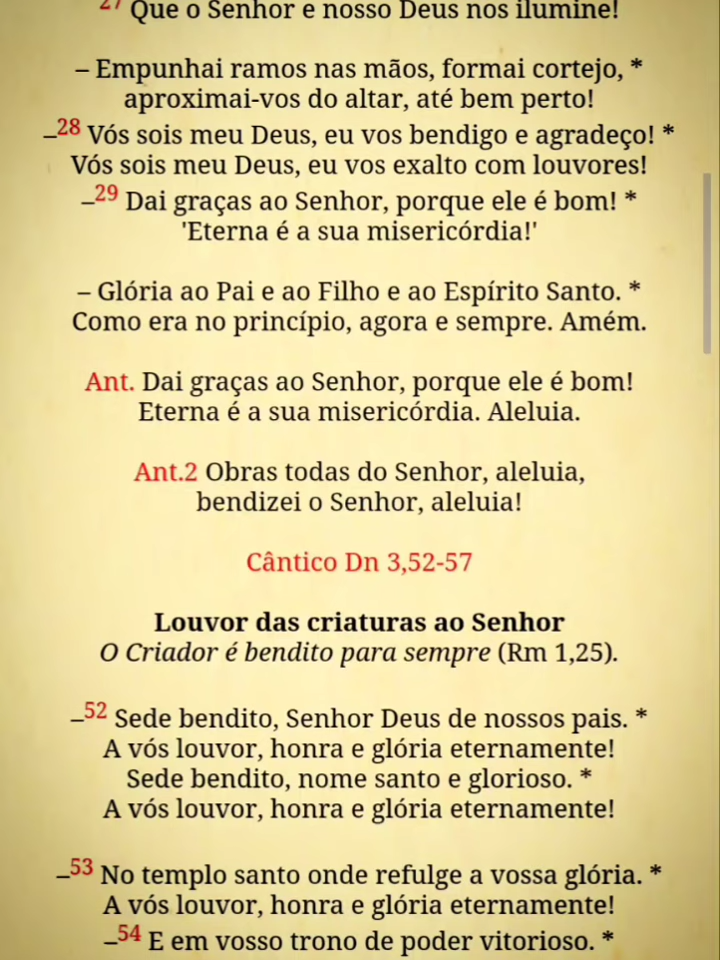 27 Que o Senhor e nosso Deus nos ilumine!
– Empunhai ramos nas mãos, formai cortejo, *
aproximai-vos do altar, até bem perto!
–28 Vós sois meu Deus, eu vos bendigo e agradeço! *
Vós sois meu Deus, eu vos exalto com louvores!
–29 Dai graças ao Senhor, porque ele é bom! *
'Eterna é a sua misericórdia!'
– Glória ao Pai e ao Filho e ao Espírito Santo. *
Como era no princípio, agora e sempre. Amém.
Ant. Dai graças ao Senhor, porque ele é bom!
Eterna é a sua misericórdia. Aleluia.
Ant.2 Obras todas do Senhor, aleluia,
bendizei o Senhor, aleluia!
Cântico Dn 3,52-57
Louvor das criaturas ao Senhor
O Criador é bendito para sempre (Rm 1,25).
–52 Sede bendito, Senhor Deus de nossos pais. *
A vós louvor, honra e glória eternamente!
Sede bendito, nome santo e glorioso. *
A vós louvor, honra e glória eternamente!
–53 No templo santo onde refulge a vossa glória. *
A vós louvor, honra e glória eternamente!
–54 E em vosso trono de poder vitorioso. *